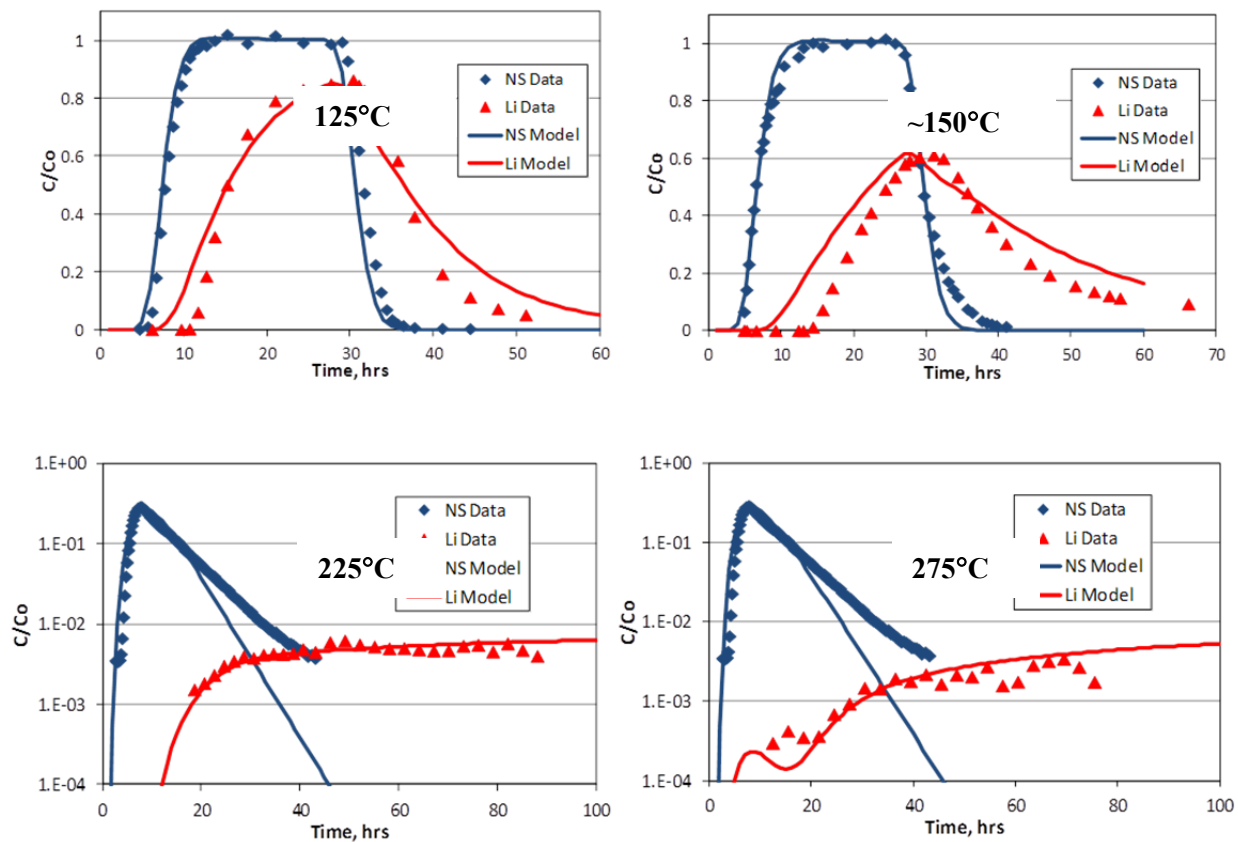 1
0.8
0.6
0.4
0.2
0
C/Co
125°C
NS Data
Li Data
NS Model
Li Model
0 10 20 30 40 50 60
Time, hrs
1
0.8
0.6
0.4
0.2
0
C/Co
~150°C
NS Data
Li Data
NS Model
Li Model
0 10 20 30 40 50 60 70
Time, hrs
1.E+00
1.E-01
1.E-02
1.E-03
1.E-04
C/Co
225°C
NS Data
Li Data
NS Model
Li Model
0 20 40 60 80 100
Time, hrs
1.E+00
1.E-01
1.E-02
1.E-03
1.E-04
C/Co
275°C
NS Data
Li Data
NS Model
Li Model
0 20 40 60 80 100
Time, hrs